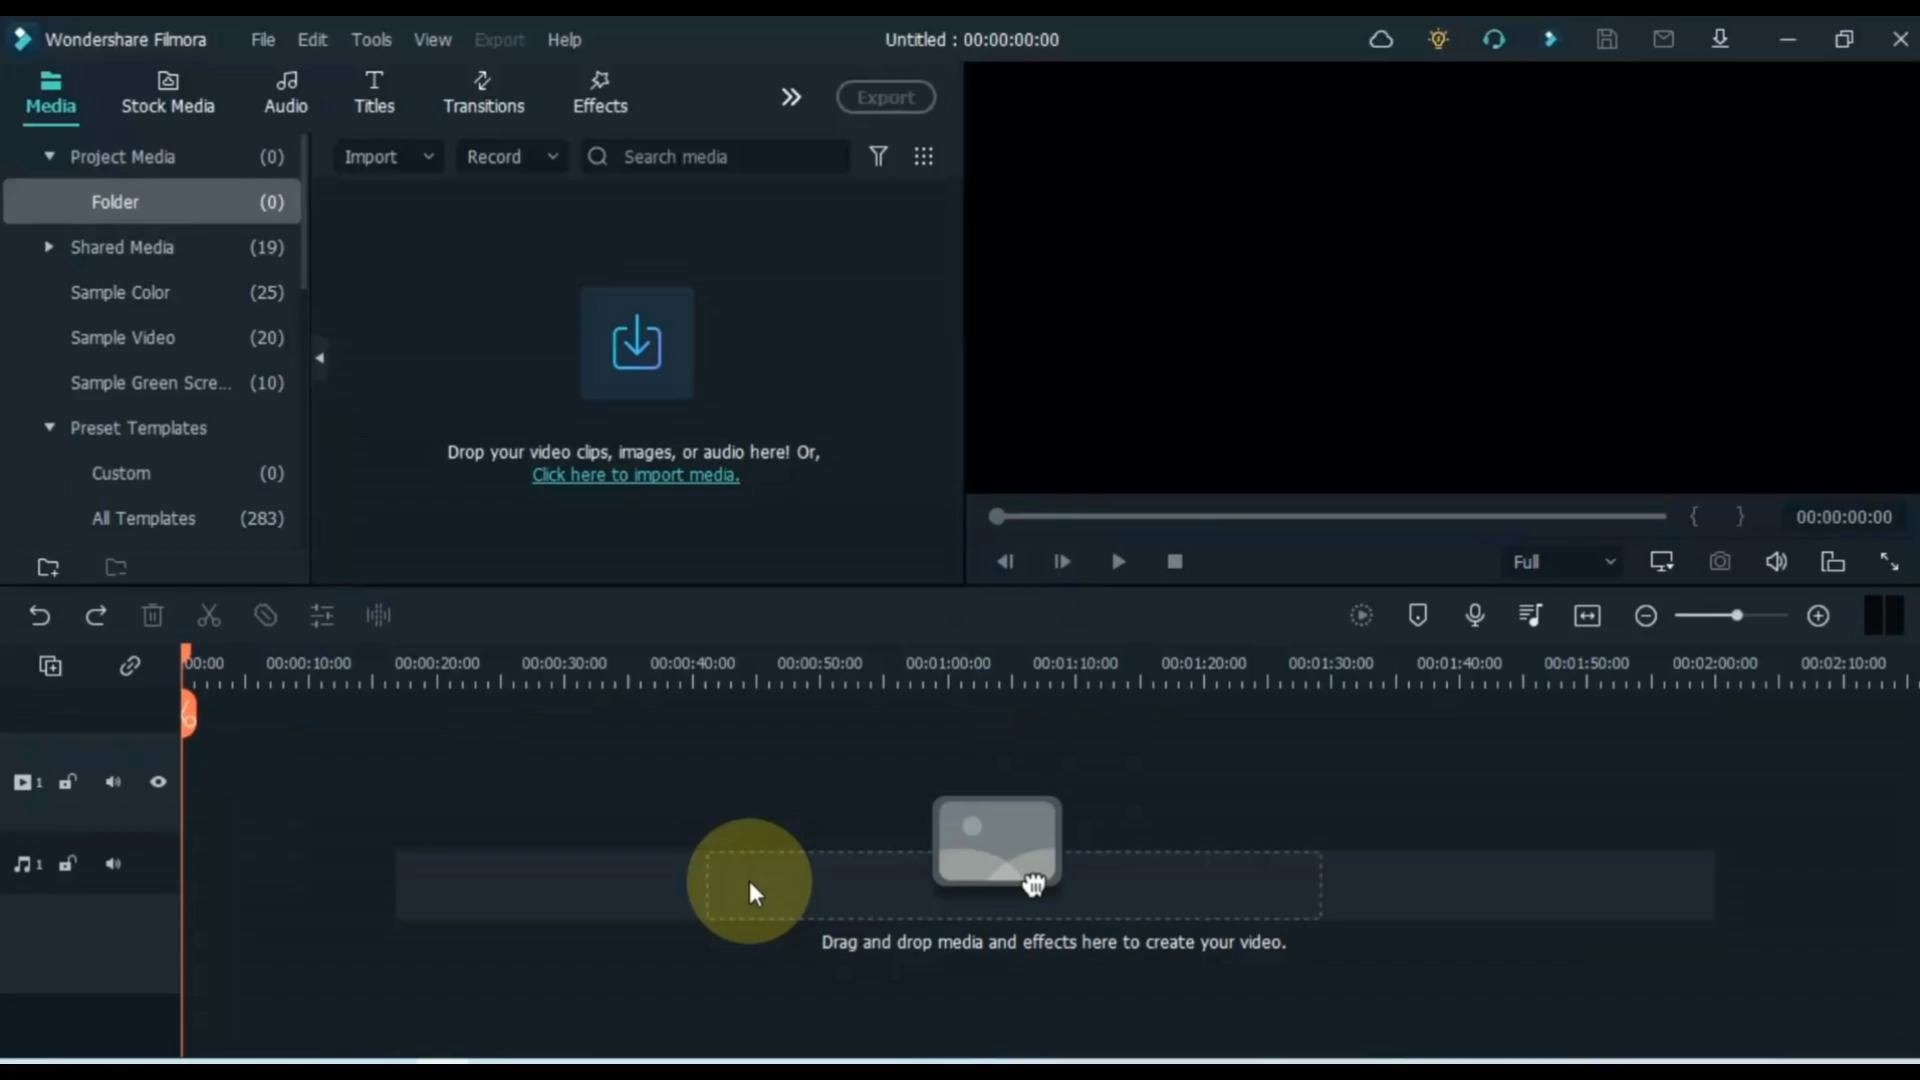 Wondershare Filmora File Edit Tools View Export Help Untitled : 00:00:00:00
Media Stock Media Audio Titles Transitions Effects Export
Project Media (0)
Folder (0)
Shared Media (19)
Sample Color (25)
Sample Video (20)
Sample Green Scre... (10)
Preset Templates
Custom (0)
All Templates (283)
Import Record Search media
Drop your video clips, images, or audio here! Or,
Click here to import media.
{ } 00:00:00:00
Full
00:00 00:00:10:00 00:00:20:00 00:00:30:00 00:00:40:00 00:00:50:00 00:01:00:00 00:01:10:00 00:01:20:00 00:01:30:00 00:01:40:00 00:01:50:00 00:02:00:00 00:02:10:00
1
1
Drag and drop media and effects here to create your video.